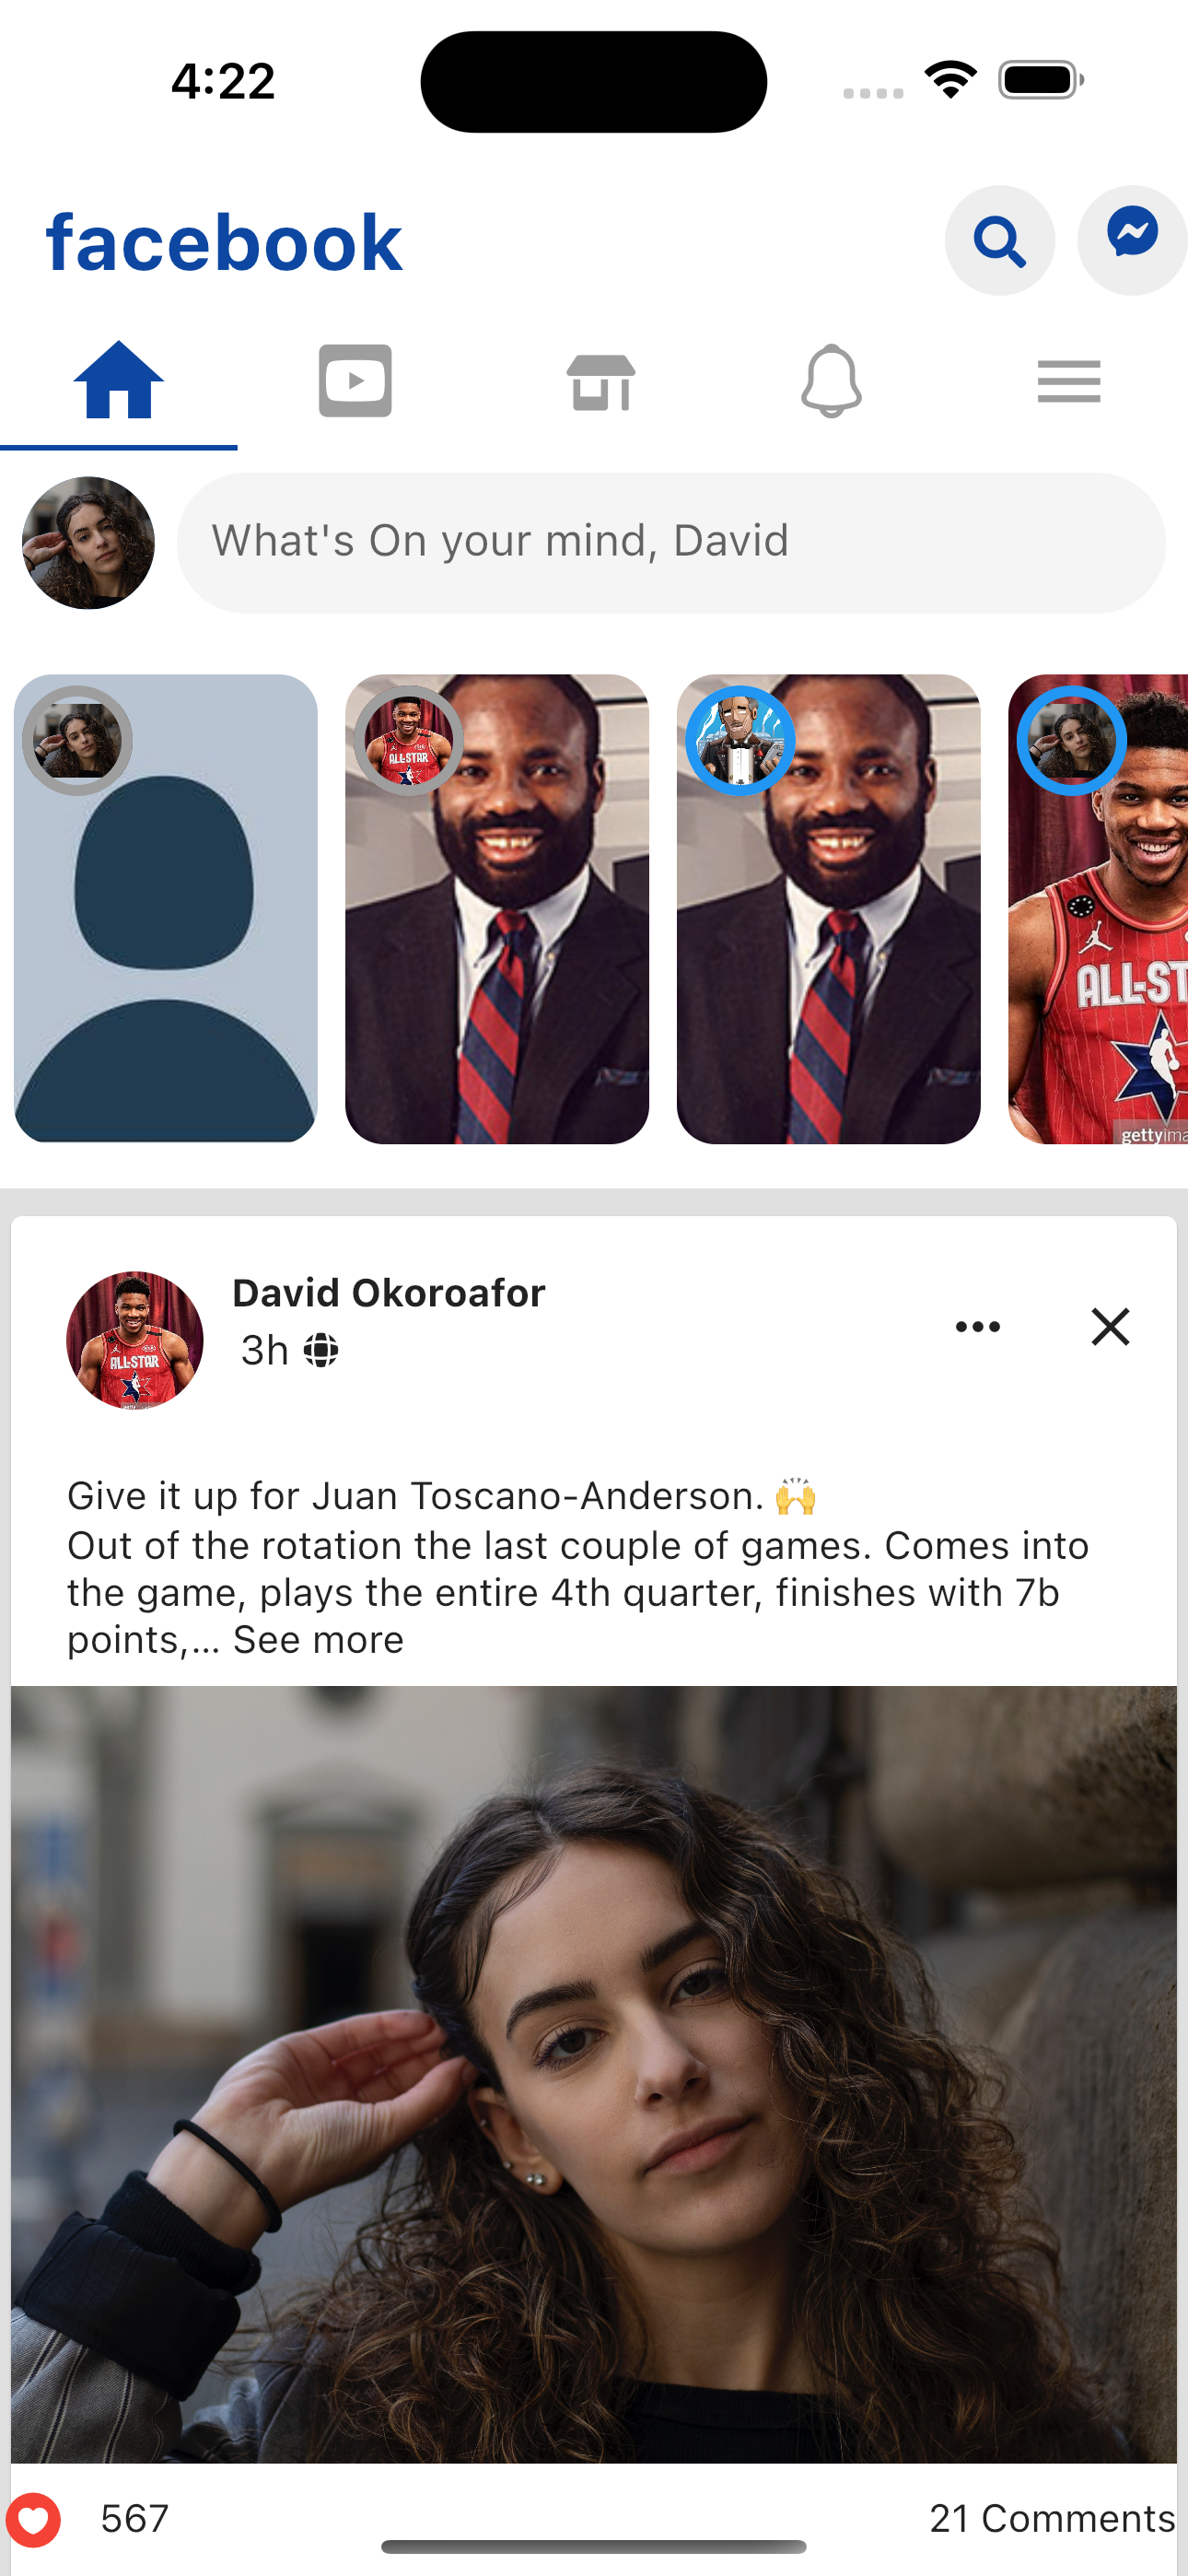 4:22
facebook
What's On your mind, David
ALL-STAR
ALL-ST
gettyima
David Okoroafor
3h
ALL-STAR
Give it up for Juan Toscano-Anderson. 🙌
Out of the rotation the last couple of games. Comes into
the game, plays the entire 4th quarter, finishes with 7b
points,... See more
567
21 Comments